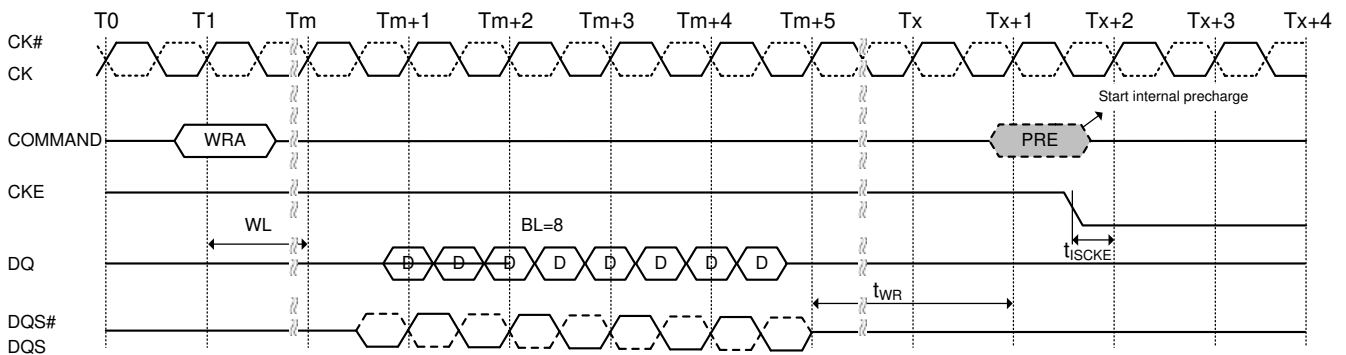 T0 T1 Tm Tm+1 Tm+2 Tm+3 Tm+4 Tm+5 Tx Tx+1 Tx+2 Tx+3 Tx+4
CK#
CK
Start internal precharge
COMMAND WRA PRE
CKE
WL BL=8
tISCKE
DQ D D D D D D D D
tWR
DQS#
DQS